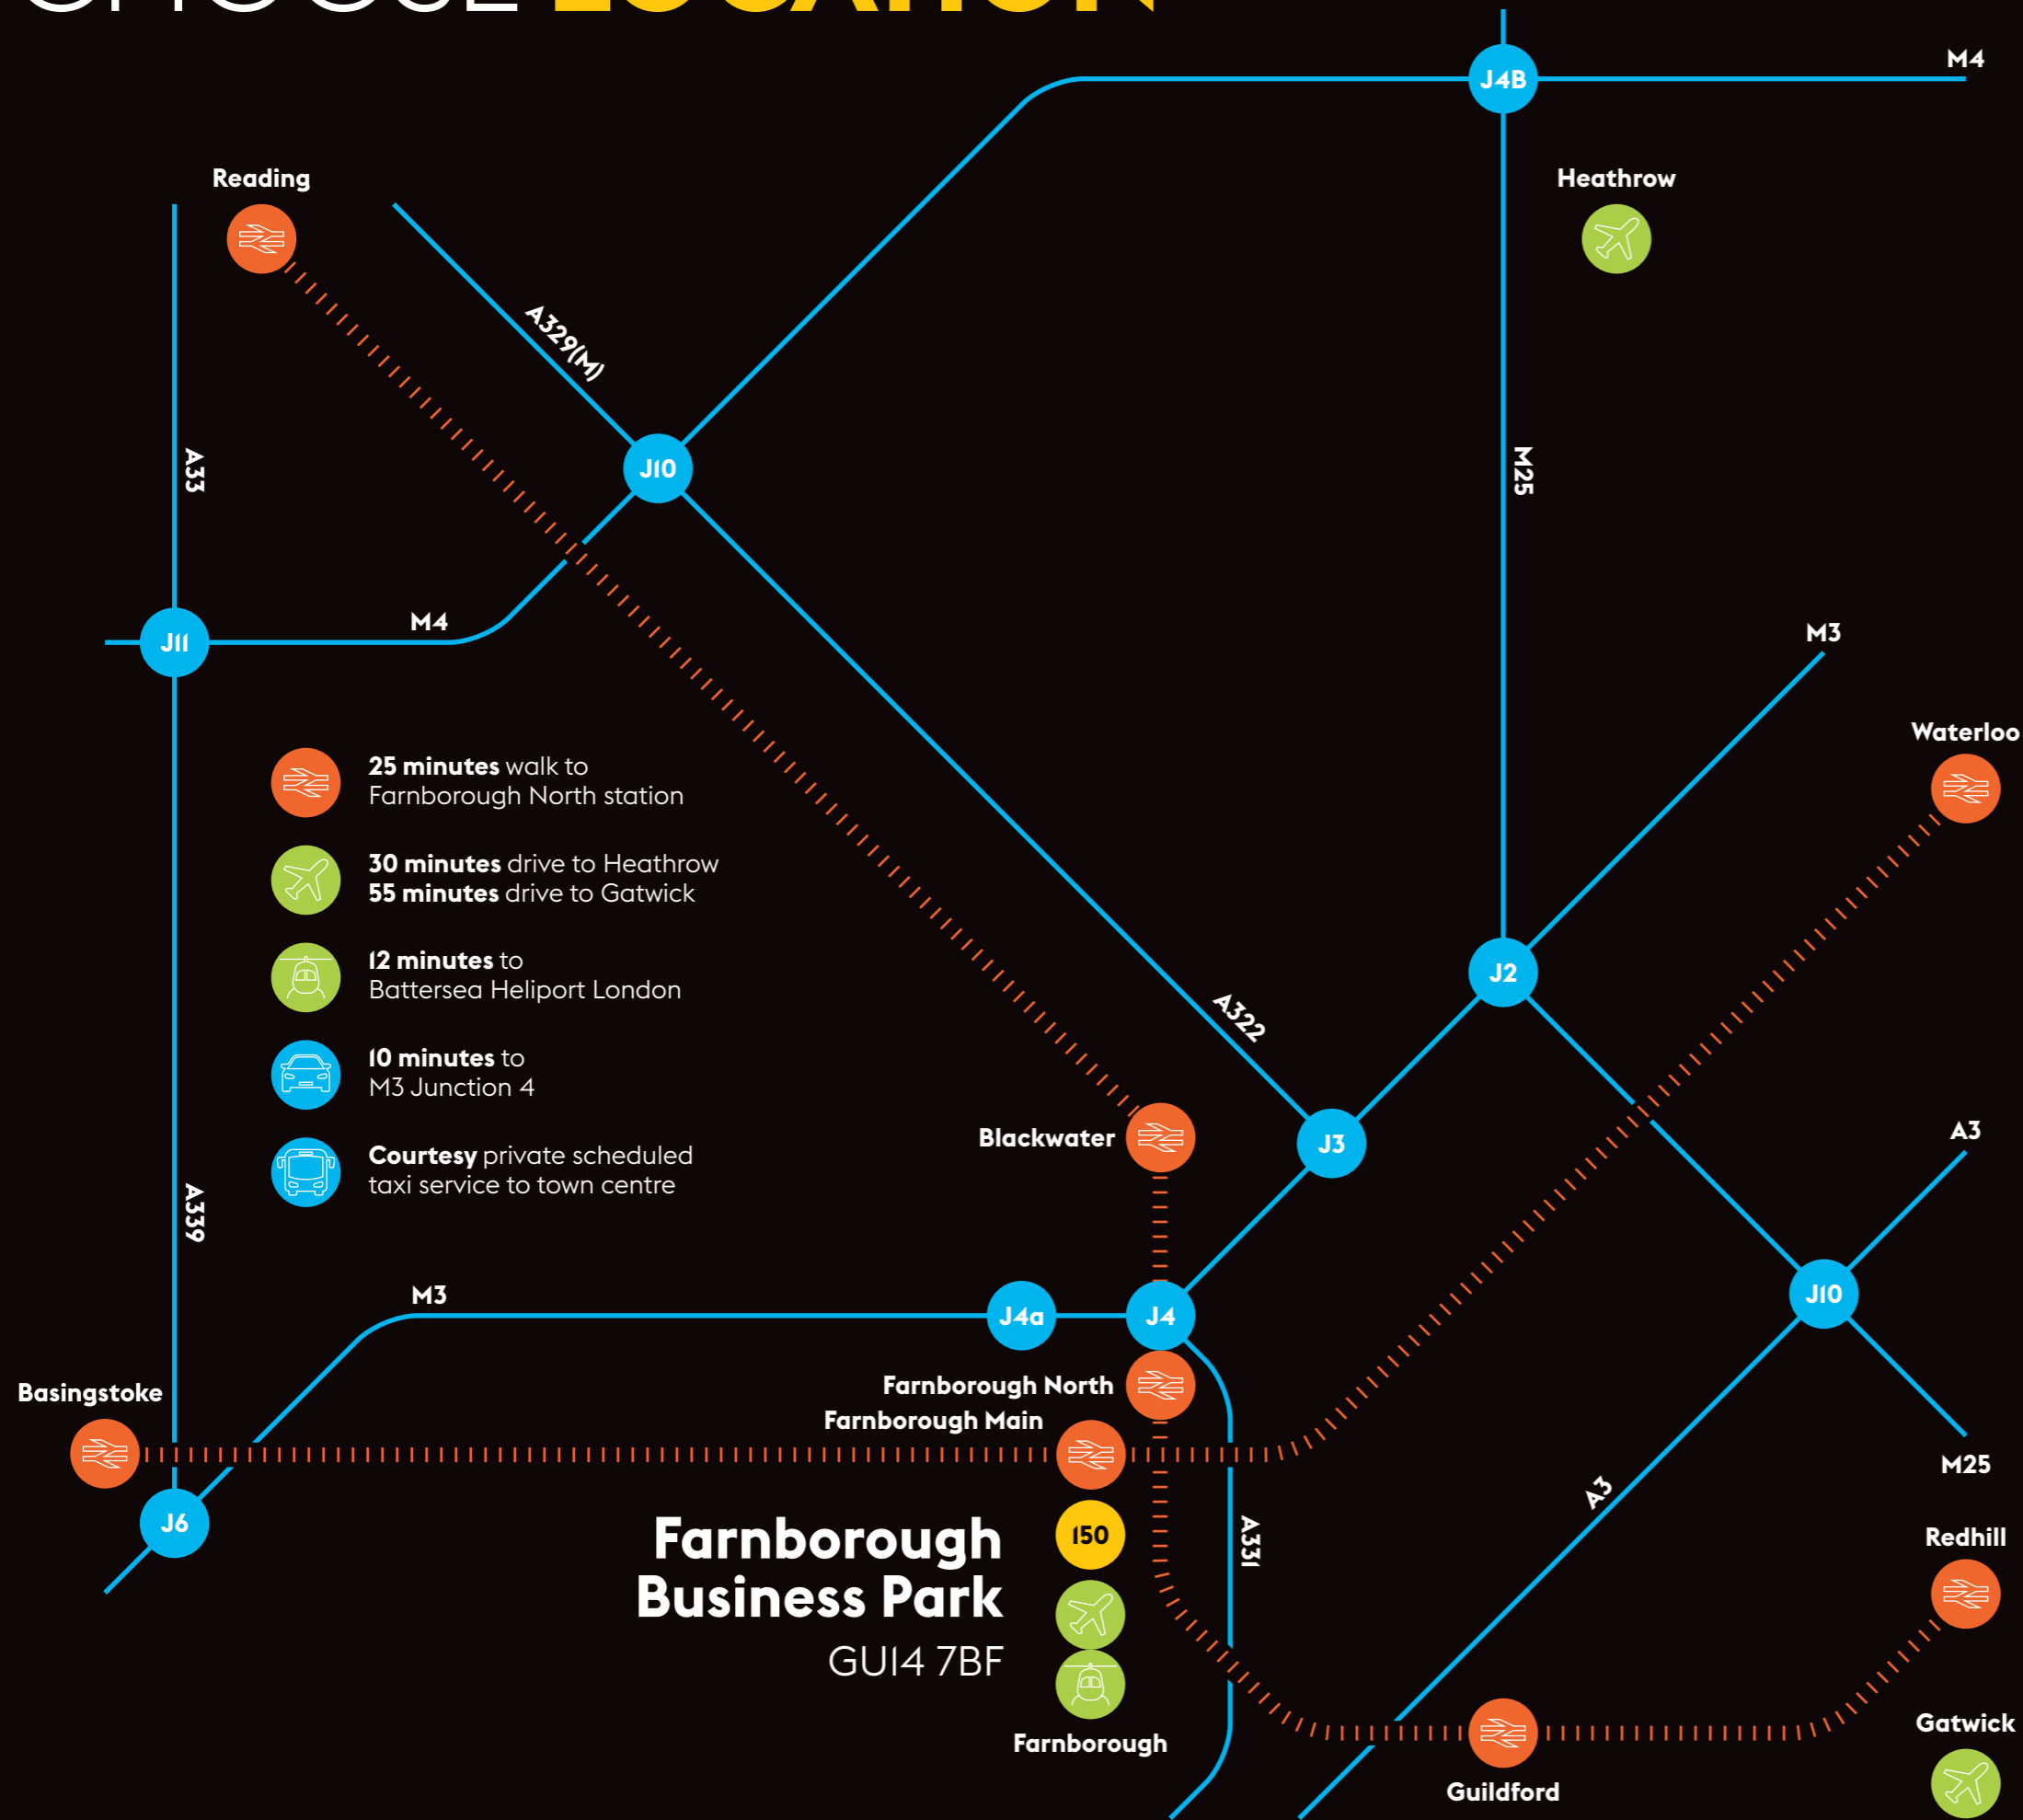 CHOOSE LOCATION
M4
J4B
Reading
Heathrow
A329(M)
A33
J10
M25
M4
J11
M3
Waterloo
25 minutes walk to
Farnborough North station
30 minutes drive to Heathrow
55 minutes drive to Gatwick
12 minutes to
Battersea Heliport London
10 minutes to
M3 Junction 4
Courtesy private scheduled
taxi service to town centre
J2
A322
Blackwater
J3
A3
A339
M3
J4a
J4
J10
Basingstoke
Farnborough North
Farnborough Main
M25
A3
J6
Farnborough
Business Park
GU14 7BF
150
A331
Redhill
Farnborough
Gatwick
Guildford